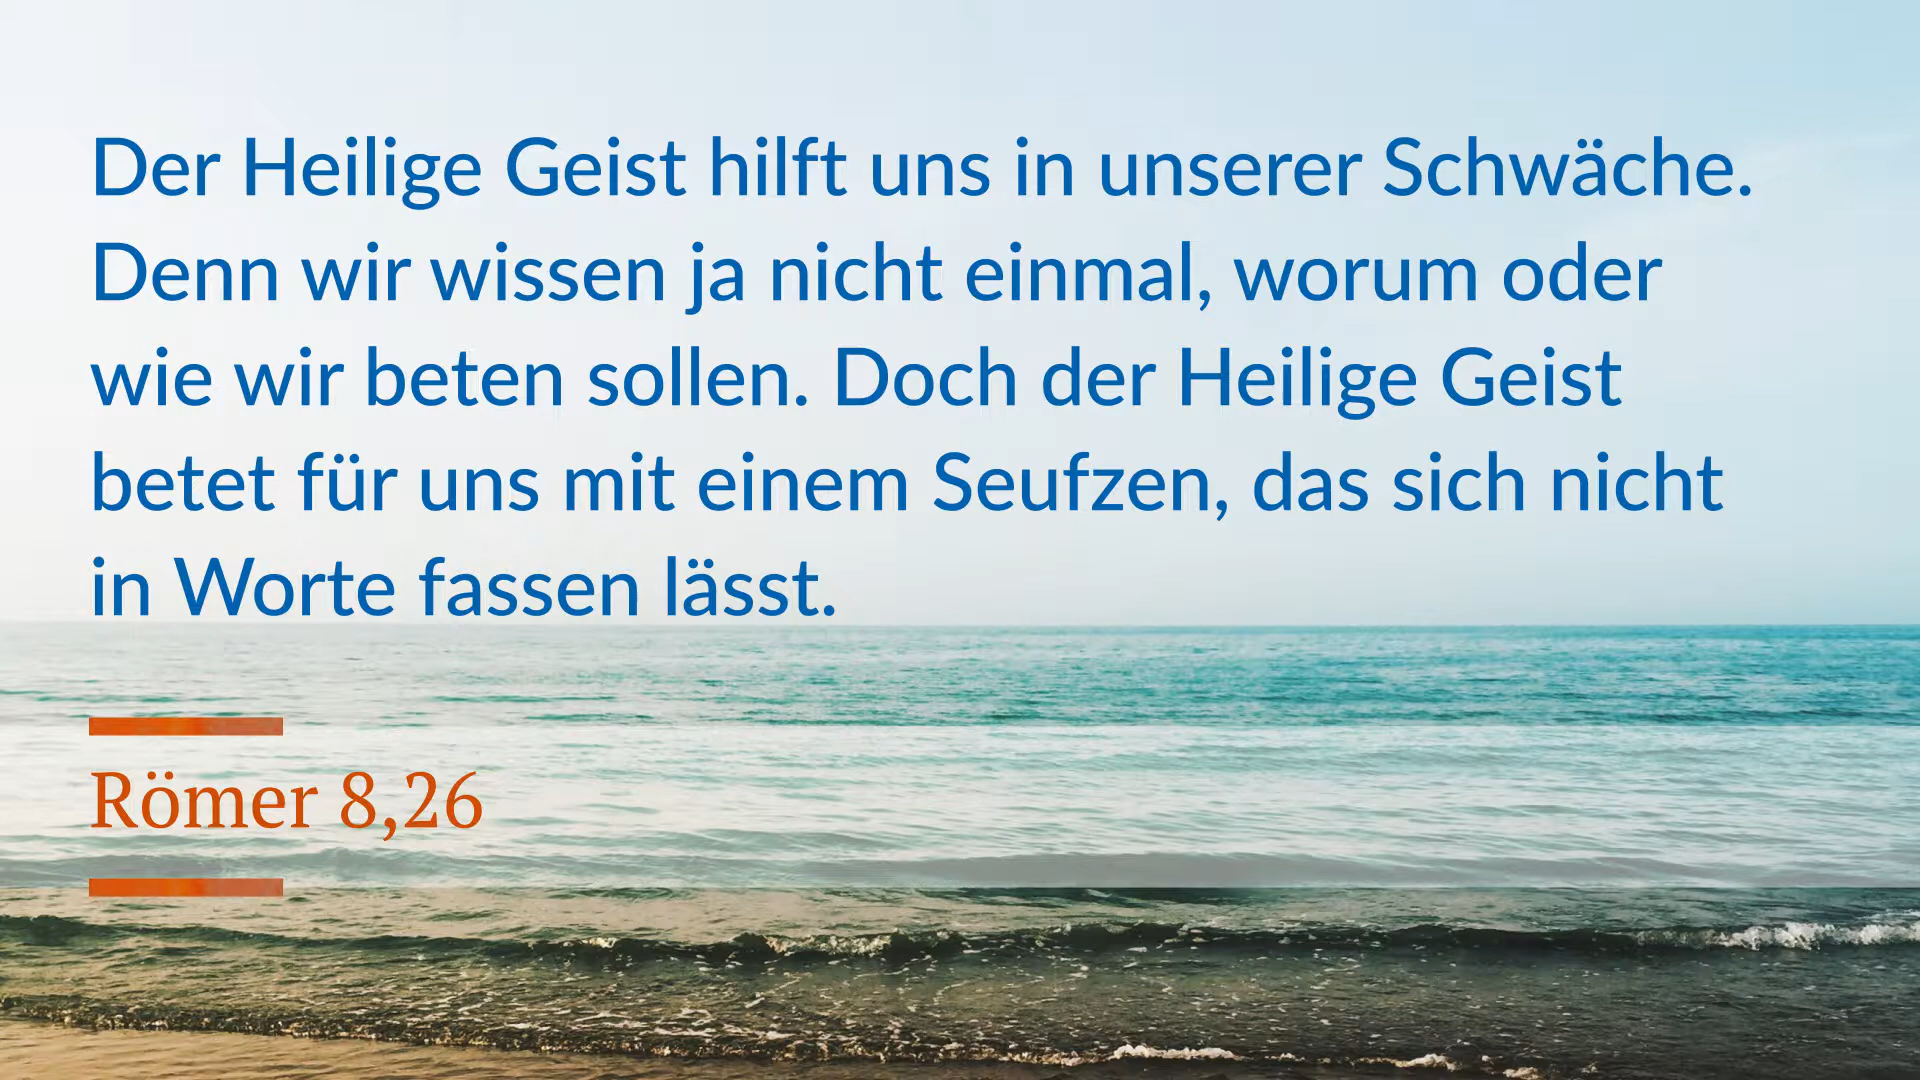 Der Heilige Geist hilft uns in unserer Schwäche.
Denn wir wissen ja nicht einmal, worum oder
wie wir beten sollen. Doch der Heilige Geist
betet für uns mit einem Seufzen, das sich nicht
in Worte fassen lässt.
Römer 8,26